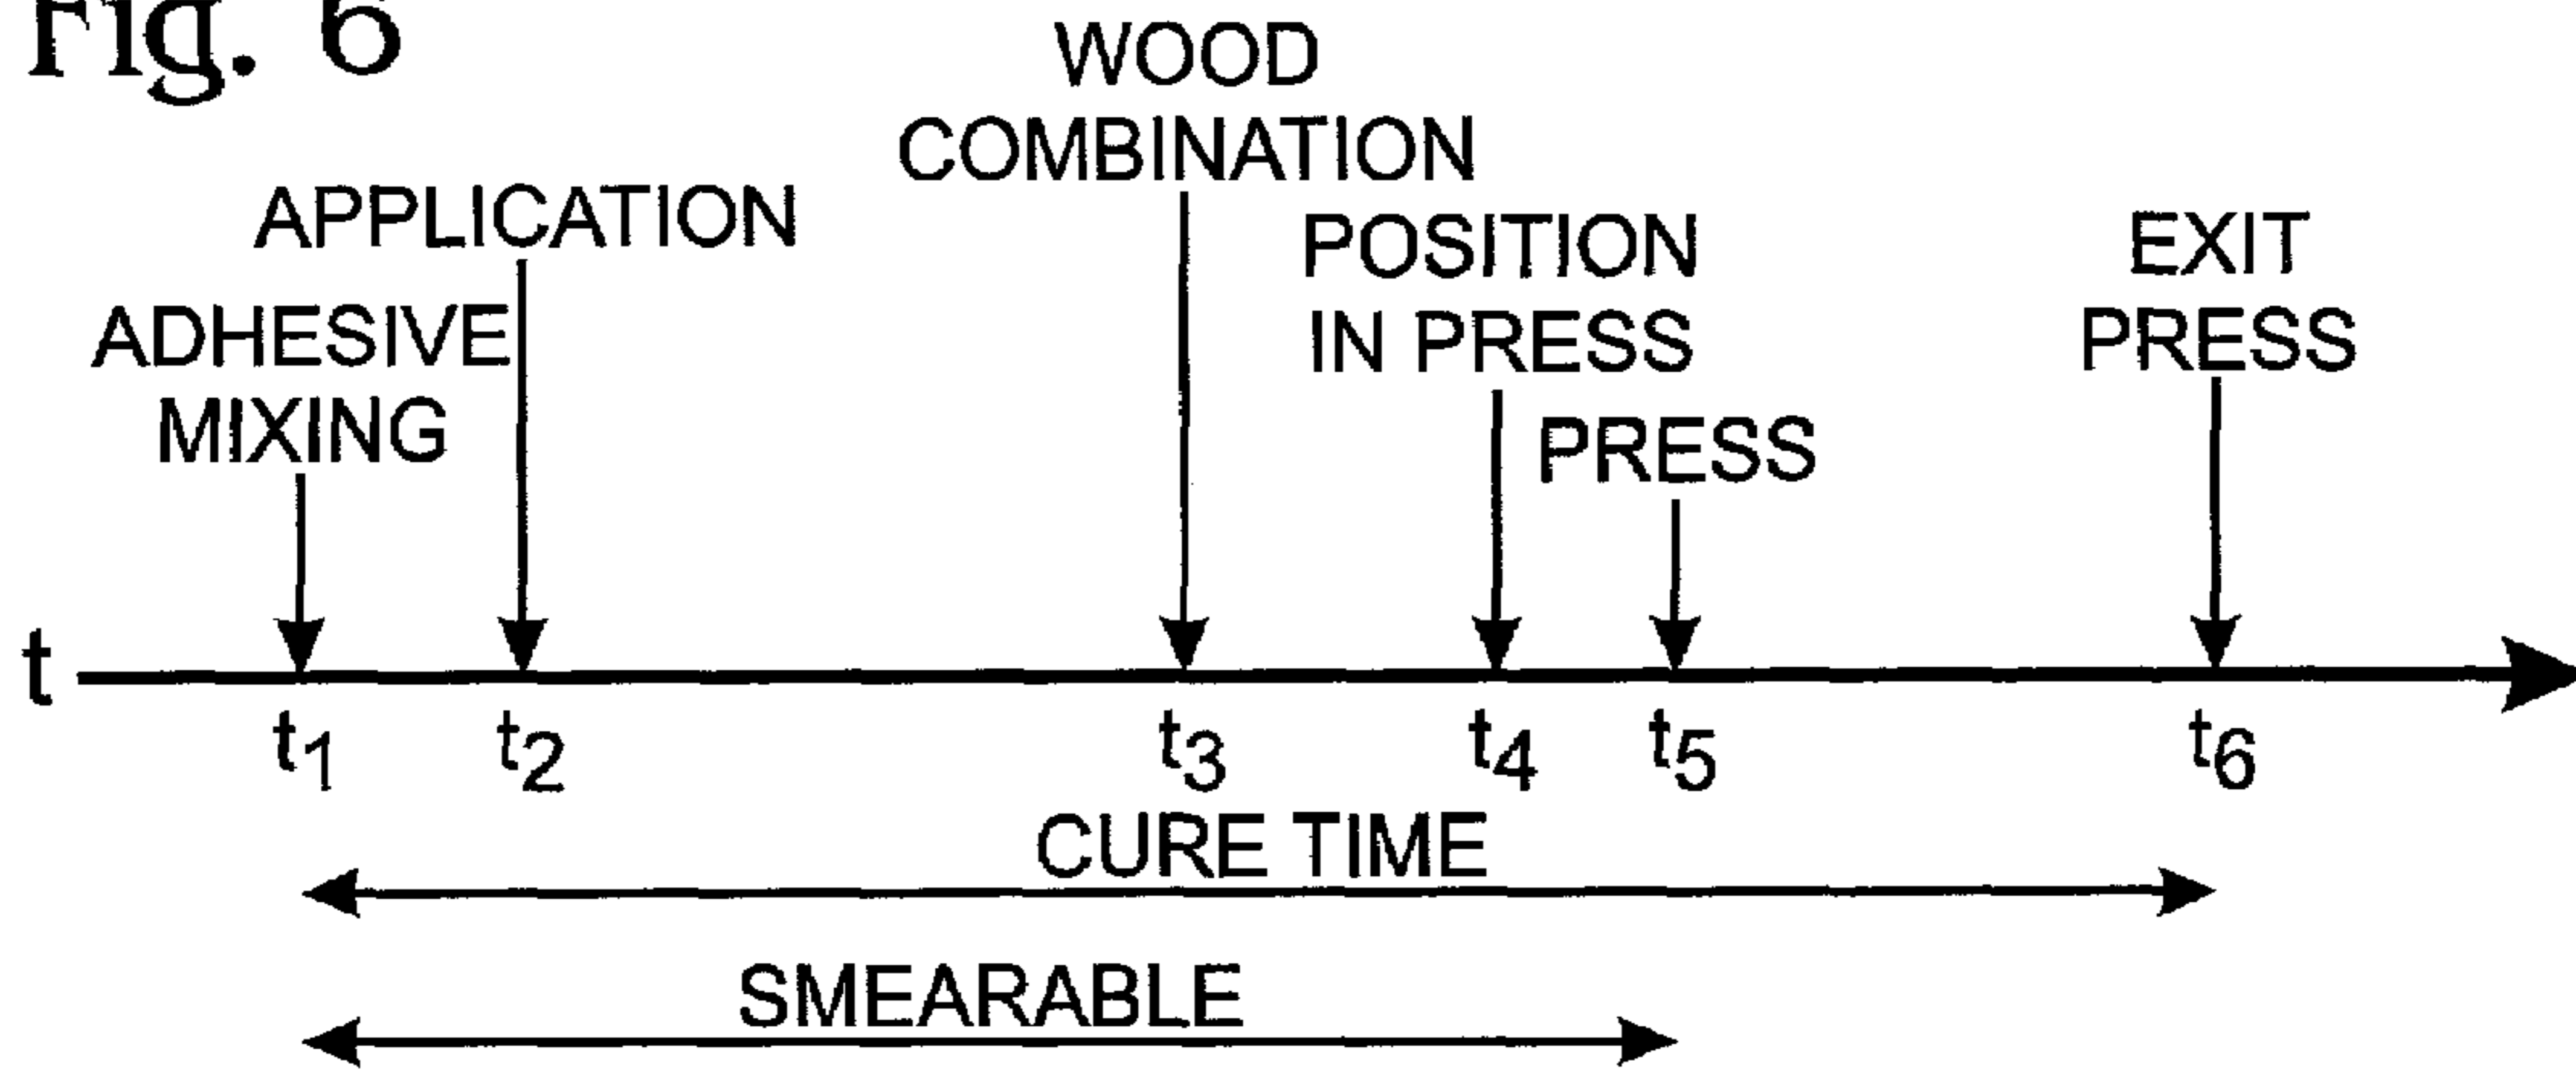 Fig. 6
WOOD
COMBINATION
APPLICATION
POSITION
IN PRESS
EXIT
PRESS
ADHESIVE
MIXING
PRESS
t
t1 t2 t3 t4 t5 t6
CURE TIME
SMEARABLE